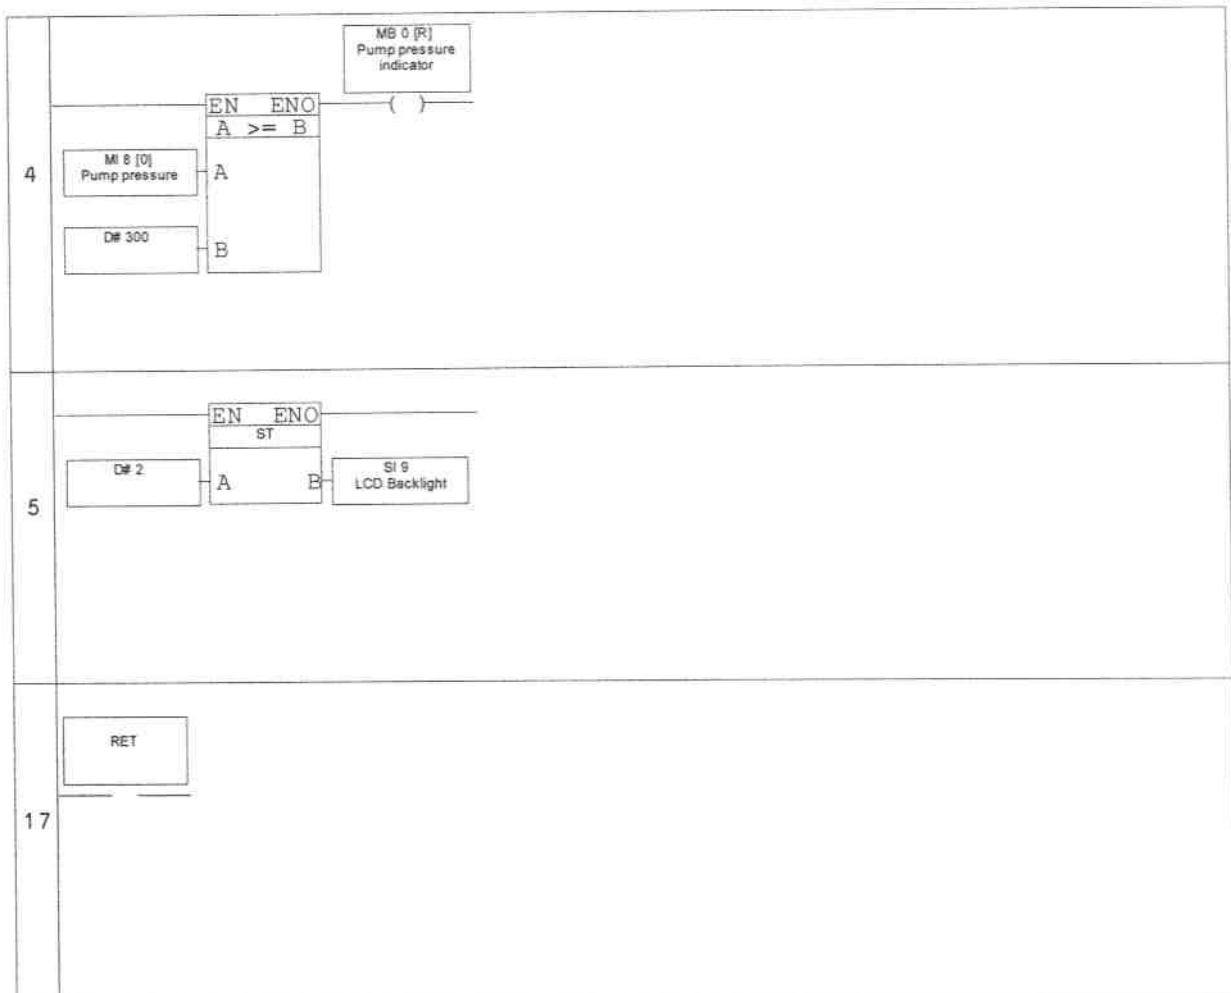 MB 0 [R]
Pump pressure
indicator
EN ENO
( )
A >= B
4
MI 8 [0]
Pump pressure
A
D# 300
B
EN ENO
ST
D# 2
A B
SI 9
LCD Backlight
5
RET
17